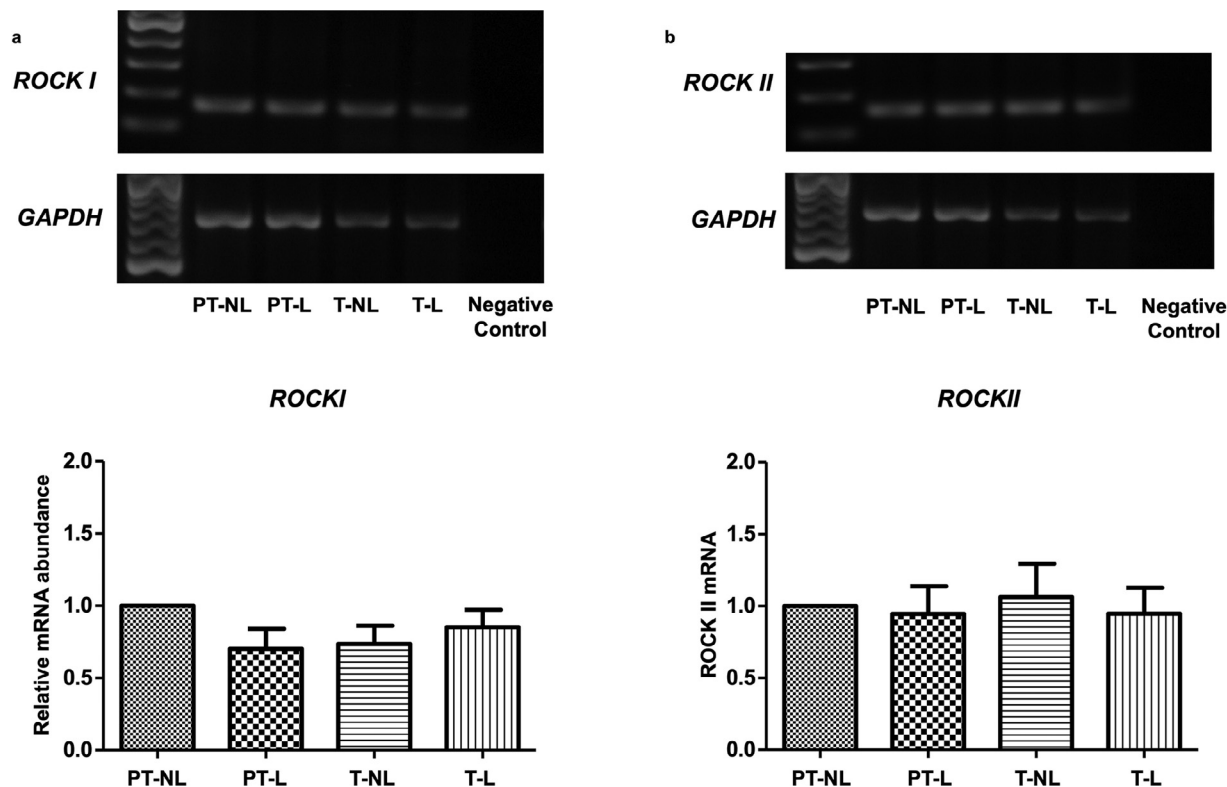 a
ROCK I
GAPDH
PT-NL PT-L T-NL T-L Negative
Control
ROCKI
Relative mRNA abundance
2.0
1.5
1.0
0.5
0.0
PT-NL PT-L T-NL T-L
b
ROCK II
GAPDH
PT-NL PT-L T-NL T-L Negative
Control
ROCKII
ROCK II mRNA
2.0
1.5
1.0
0.5
0.0
PT-NL PT-L T-NL T-L